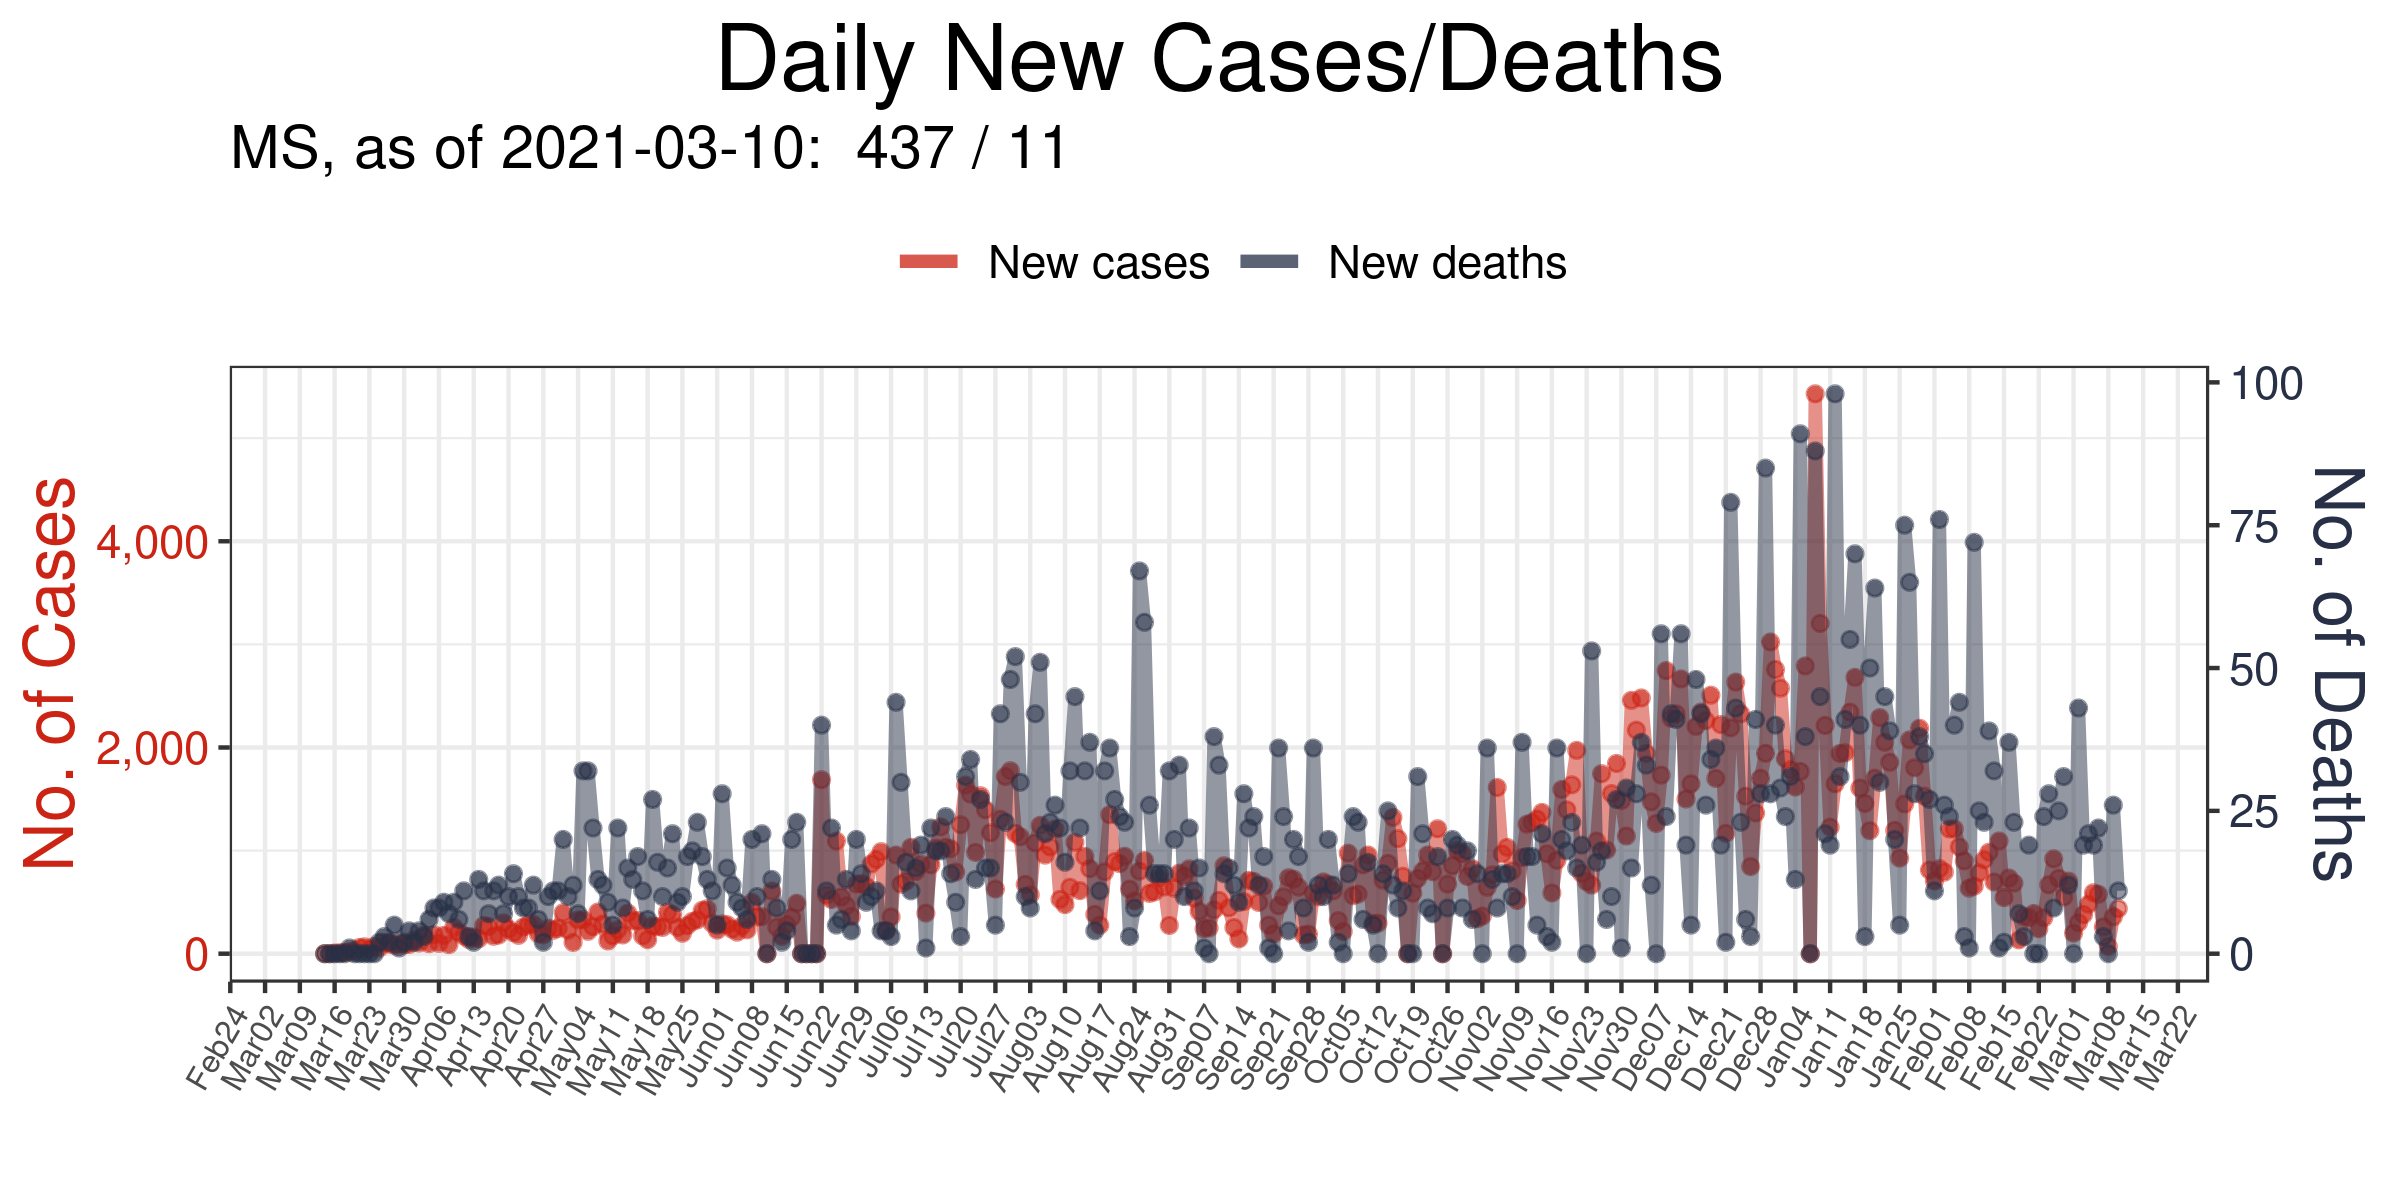 Daily New Cases/Deaths
MS, as of 2021-03-10:  437 / 11
New cases
New deaths
No. of Cases
4,000
2,000
0
100
75
50
25
0
No. of Deaths
Feb24
Mar02
Mar09
Mar16
Mar23
Mar30
Apr06
Apr13
Apr20
Apr27
May04
May11
May18
May25
Jun01
Jun08
Jun15
Jun22
Jun29
Jul06
Jul13
Jul20
Jul27
Aug03
Aug10
Aug17
Aug24
Aug31
Sep07
Sep14
Sep21
Sep28
Oct05
Oct12
Oct19
Oct26
Nov02
Nov09
Nov16
Nov23
Nov30
Dec07
Dec14
Dec21
Dec28
Jan04
Jan11
Jan18
Jan25
Feb01
Feb08
Feb15
Feb22
Mar01
Mar08
Mar15
Mar22